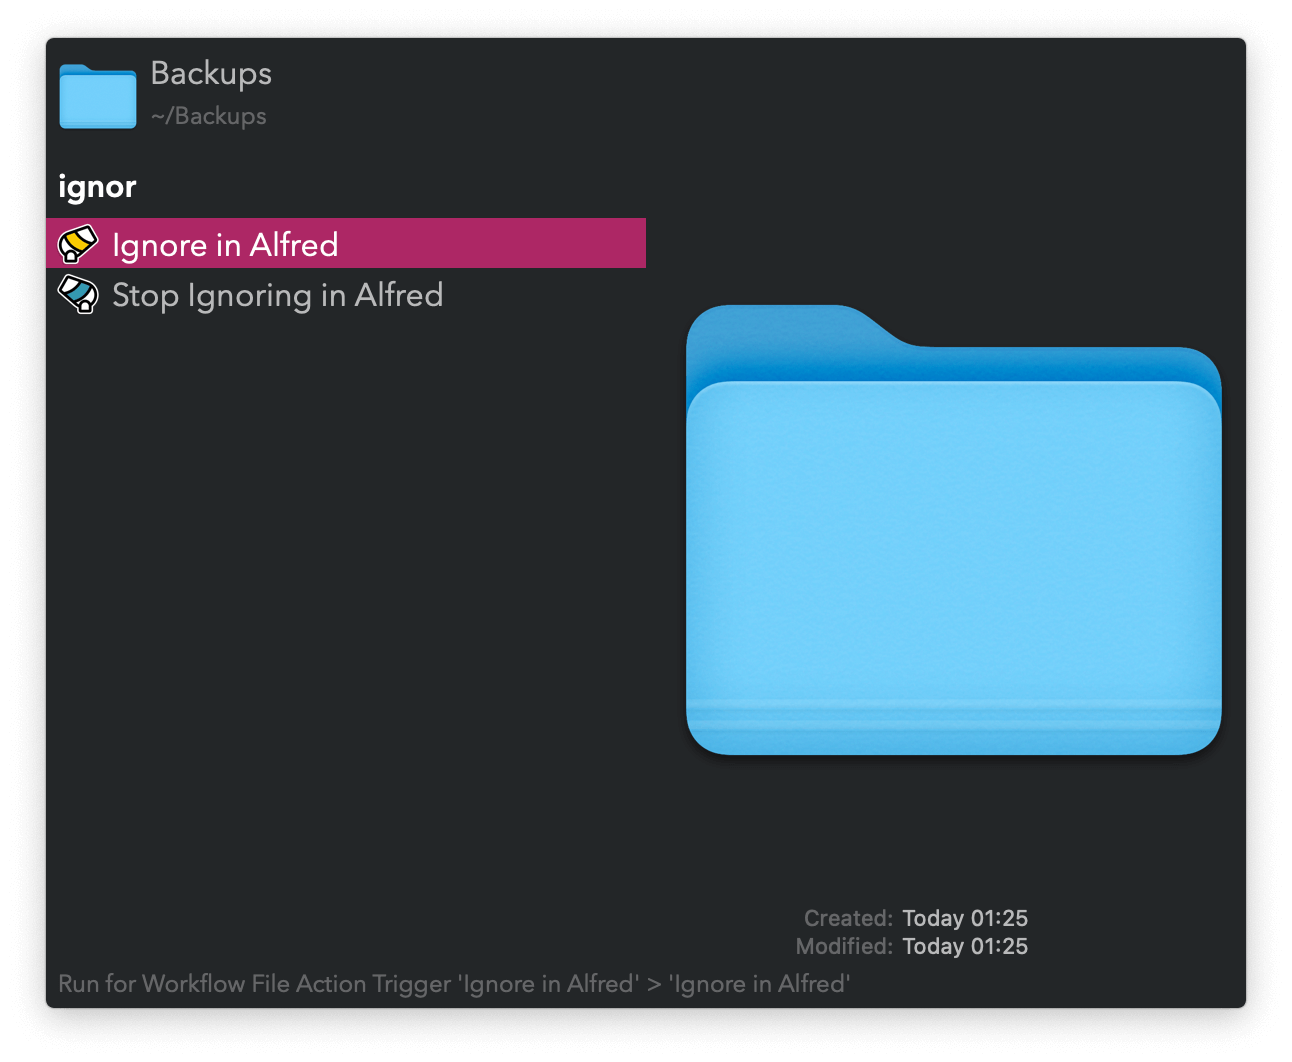 Backups
~/Backups
ignor
Ignore in Alfred
Stop Ignoring in Alfred
Created: Today 01:25
Modified: Today 01:25
Run for Workflow File Action Trigger 'Ignore in Alfred' > 'Ignore in Alfred'